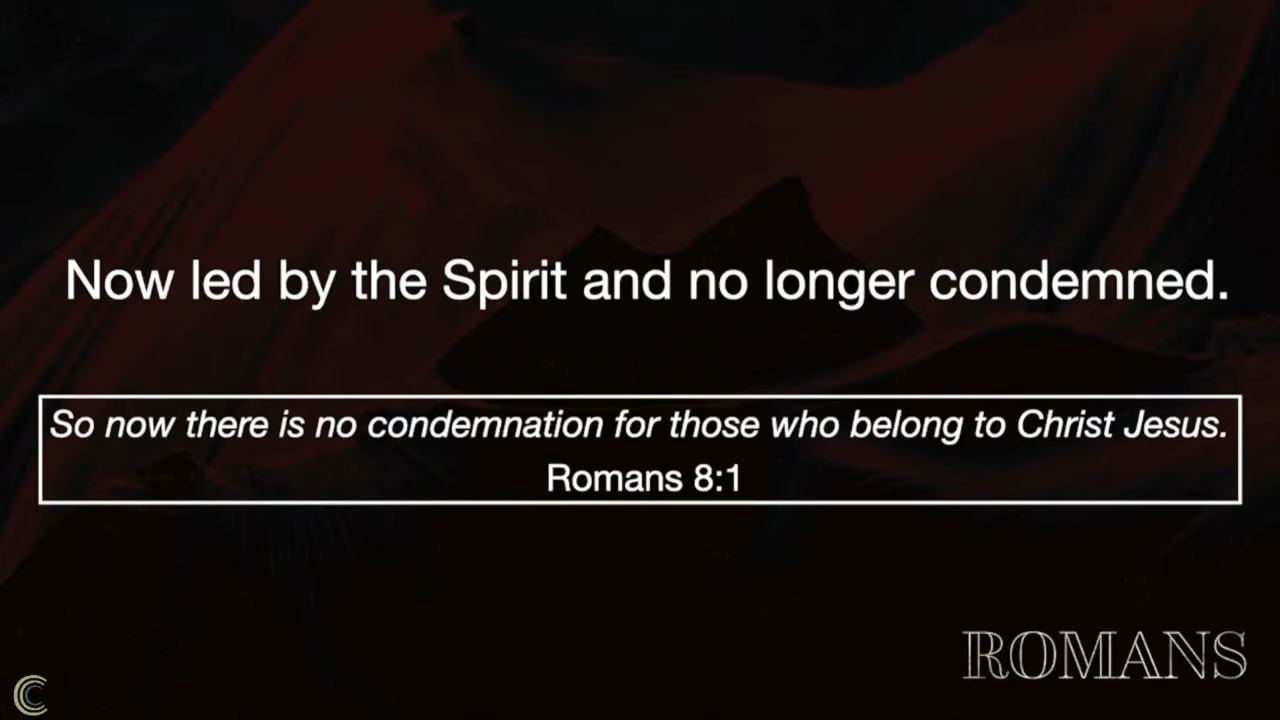 Now led by the Spirit and no longer condemned.
So now there is no condemnation for those who belong to Christ Jesus.
Romans 8:1
ROMANS